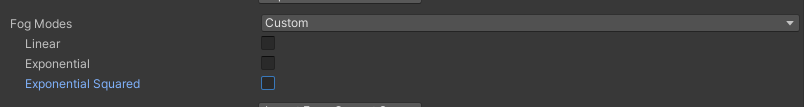 Fog Modes Custom
Linear
Exponential
Exponential Squared